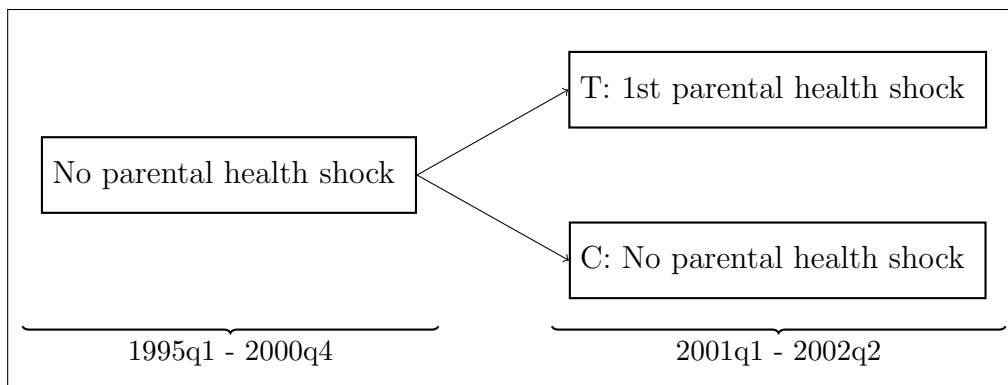 T: 1st parental health shock
No parental health shock
C: No parental health shock
1995q1 - 2000q4
2001q1 - 2002q2